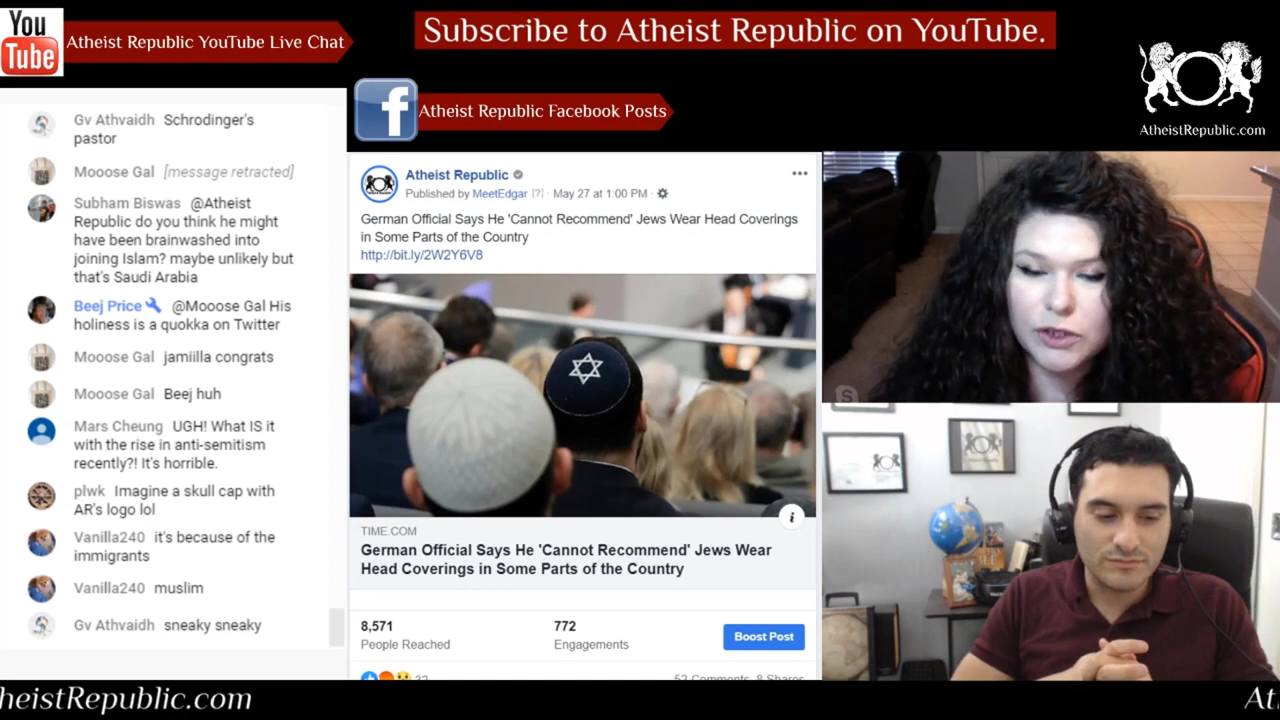 You
Tube
Atheist Republic YouTube Live Chat
Subscribe to Atheist Republic on YouTube.
AtheistRepublic.com
f
Atheist Republic Facebook Posts
Gv Athvaidh Schrodinger's
pastor
Mooose Gal [message retracted]
Subham Biswas @Atheist
Republic do you think he might
have been brainwashed into
joining Islam? maybe unlikely but
that's Saudi Arabia
Beej Price @Mooose Gal His
holiness is a quokka on Twitter
Mooose Gal jamiilla congrats
Mooose Gal Beej huh
Mars Cheung UGH! What IS it
with the rise in anti-semitism
recently?! It's horrible.
plwk Imagine a skull cap with
AR's logo lol
Vanilla240 it's because of the
immigrants
Vanilla240 muslim
Gv Athvaidh sneaky sneaky
Atheist Republic
Published by MeetEdgar [?] · May 27 at 1:00 PM ·
German Official Says He 'Cannot Recommend' Jews Wear Head Coverings
in Some Parts of the Country
http://bit.ly/2W2Y6V8
i
TIME.COM
German Official Says He 'Cannot Recommend' Jews Wear
Head Coverings in Some Parts of the Country
8,571
People Reached
772
Engagements
Boost Post
32
52 Comments 8 Shares
S
heistRepublic.com
At